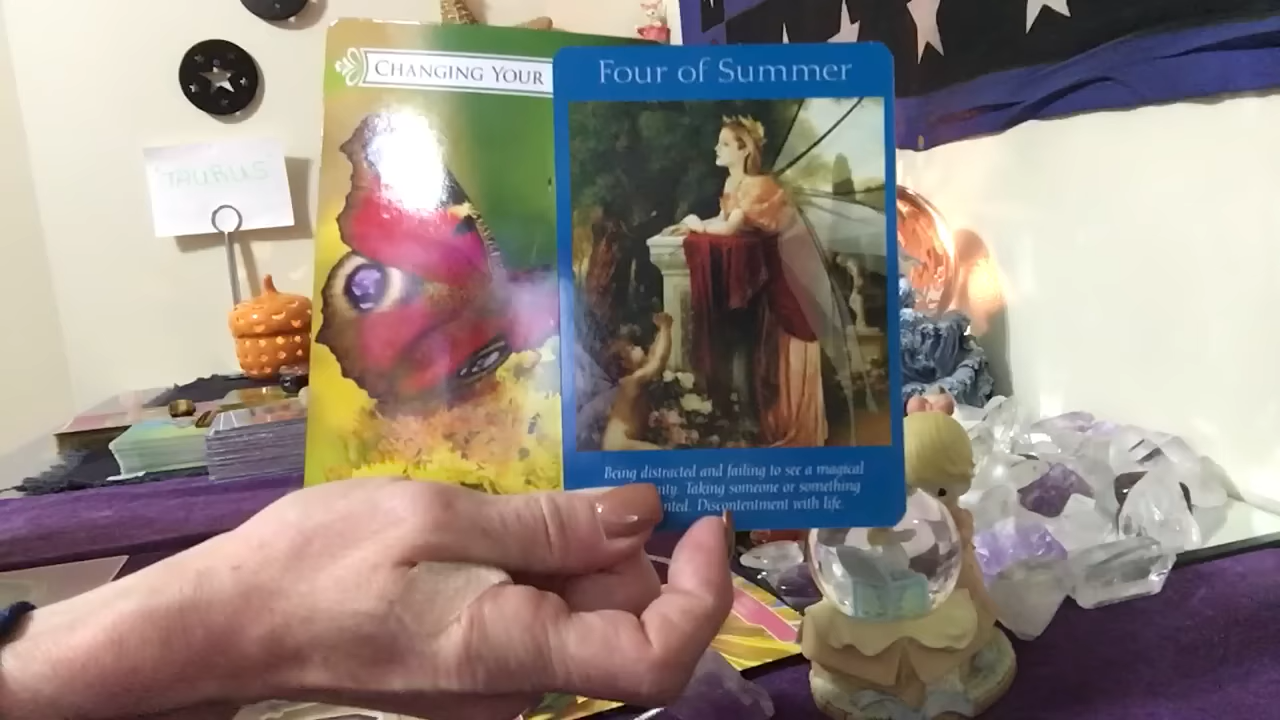 CHANGING YOUR
Four of Summer
TAURUS
Being distracted and failing to see a magical
Taking someone or something
Discontentment with life.